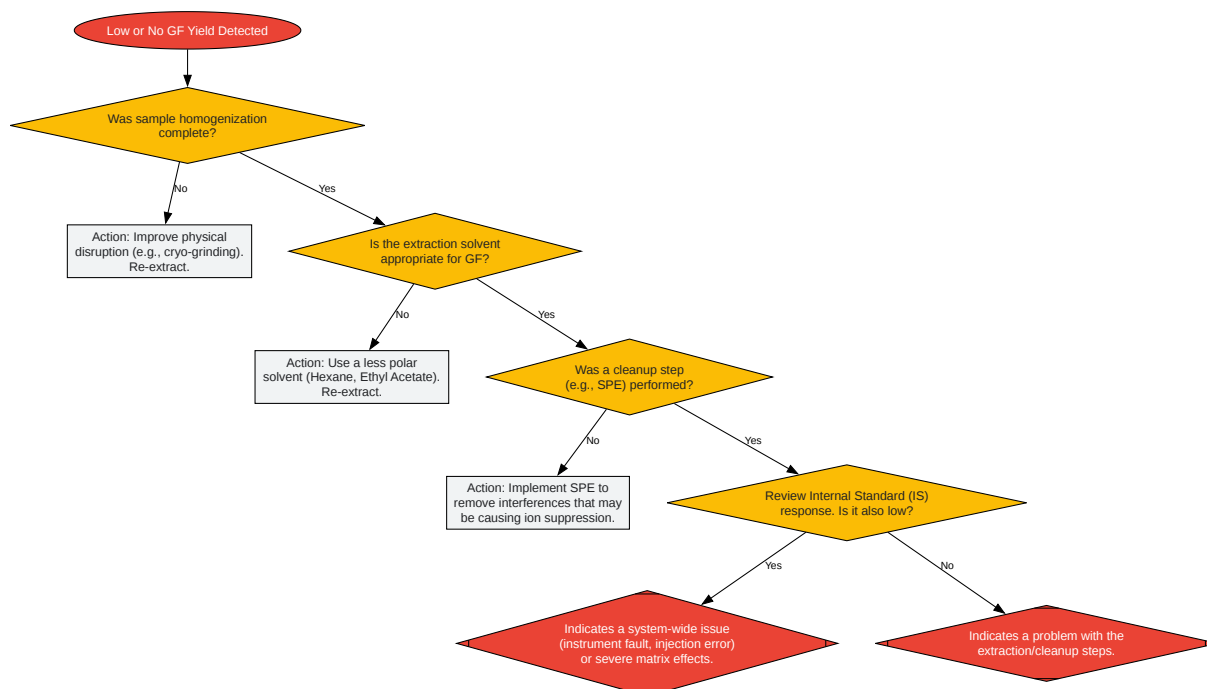 Low or No GF Yield Detected
Was sample homogenization
complete?
No
Yes
Action: Improve physical
disruption (e.g., cryo-grinding).
Re-extract.
Is the extraction solvent
appropriate for GF?
No
Yes
Action: Use a less polar
solvent (Hexane, Ethyl Acetate).
Re-extract.
Was a cleanup step
(e.g., SPE) performed?
No
Yes
Action: Implement SPE to
remove interferences that may
be causing ion suppression.
Review Internal Standard (IS)
response. Is it also low?
Yes
No
Indicates a system-wide issue
(instrument fault, injection error)
or severe matrix effects.
Indicates a problem with the
extraction/cleanup steps.